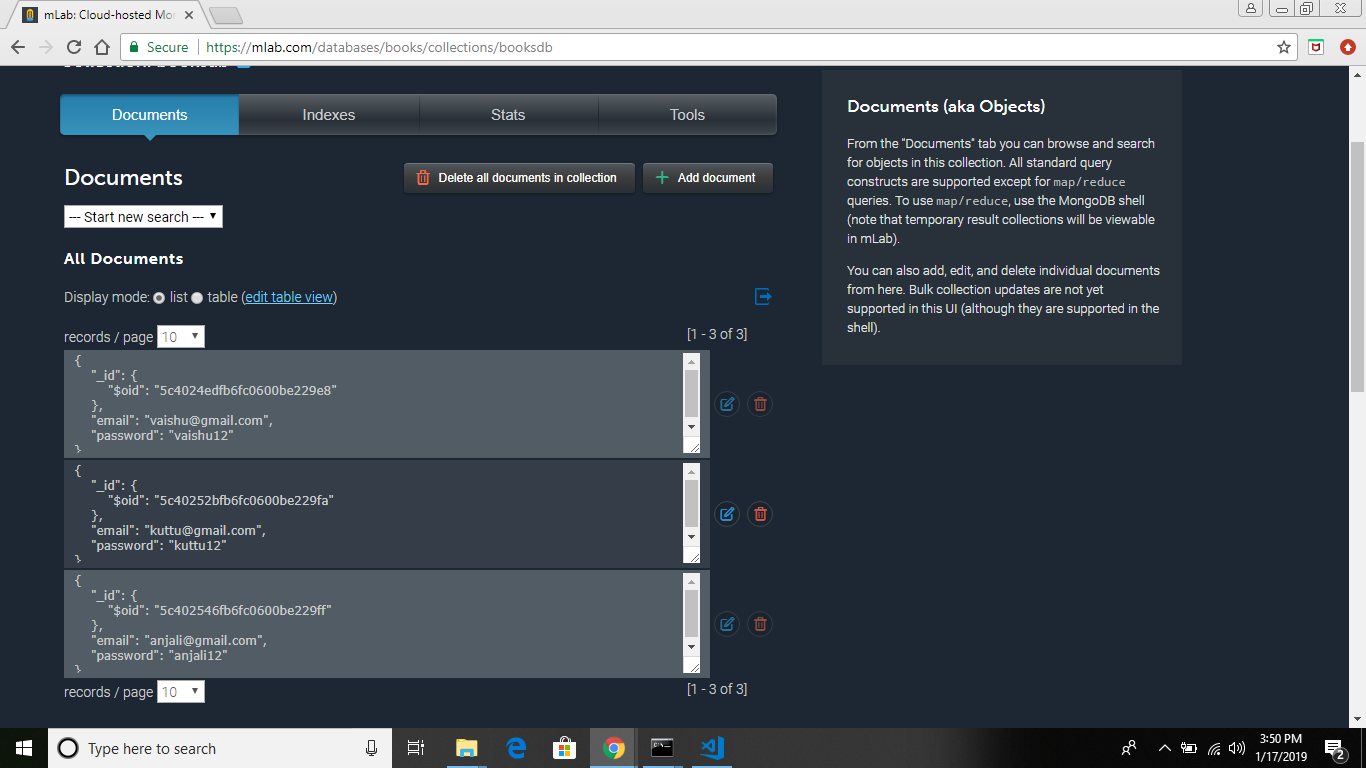 mLab: Cloud-hosted Mon
Secure
https://mlab.com/databases/books/collections/booksdb
Documents
Indexes
Stats
Tools
Documents
Delete all documents in collection
+ Add document
--- Start new search ---
All Documents
Display mode: list table (edit table view)
records / page 10
[1 - 3 of 3]
{
"_id": {
"$oid": "5c4024edfb6fc0600be229e8"
},
"email": "vaishu@gmail.com",
"password": "vaishu12"
}
{
"_id": {
"$oid": "5c40252bfb6fc0600be229fa"
},
"email": "kuttu@gmail.com",
"password": "kuttu12"
}
{
"_id": {
"$oid": "5c402546fb6fc0600be229ff"
},
"email": "anjali@gmail.com",
"password": "anjali12"
}
records / page 10
[1 - 3 of 3]
Documents (aka Objects)
From the "Documents" tab you can browse and search
for objects in this collection. All standard query
constructs are supported except for map/reduce
queries. To use map/reduce, use the MongoDB shell
(note that temporary result collections will be viewable
in mLab).
You can also add, edit, and delete individual documents
from here. Bulk collection updates are not yet
supported in this UI (although they are supported in the
shell).
Type here to search
3:50 PM
1/17/2019
2